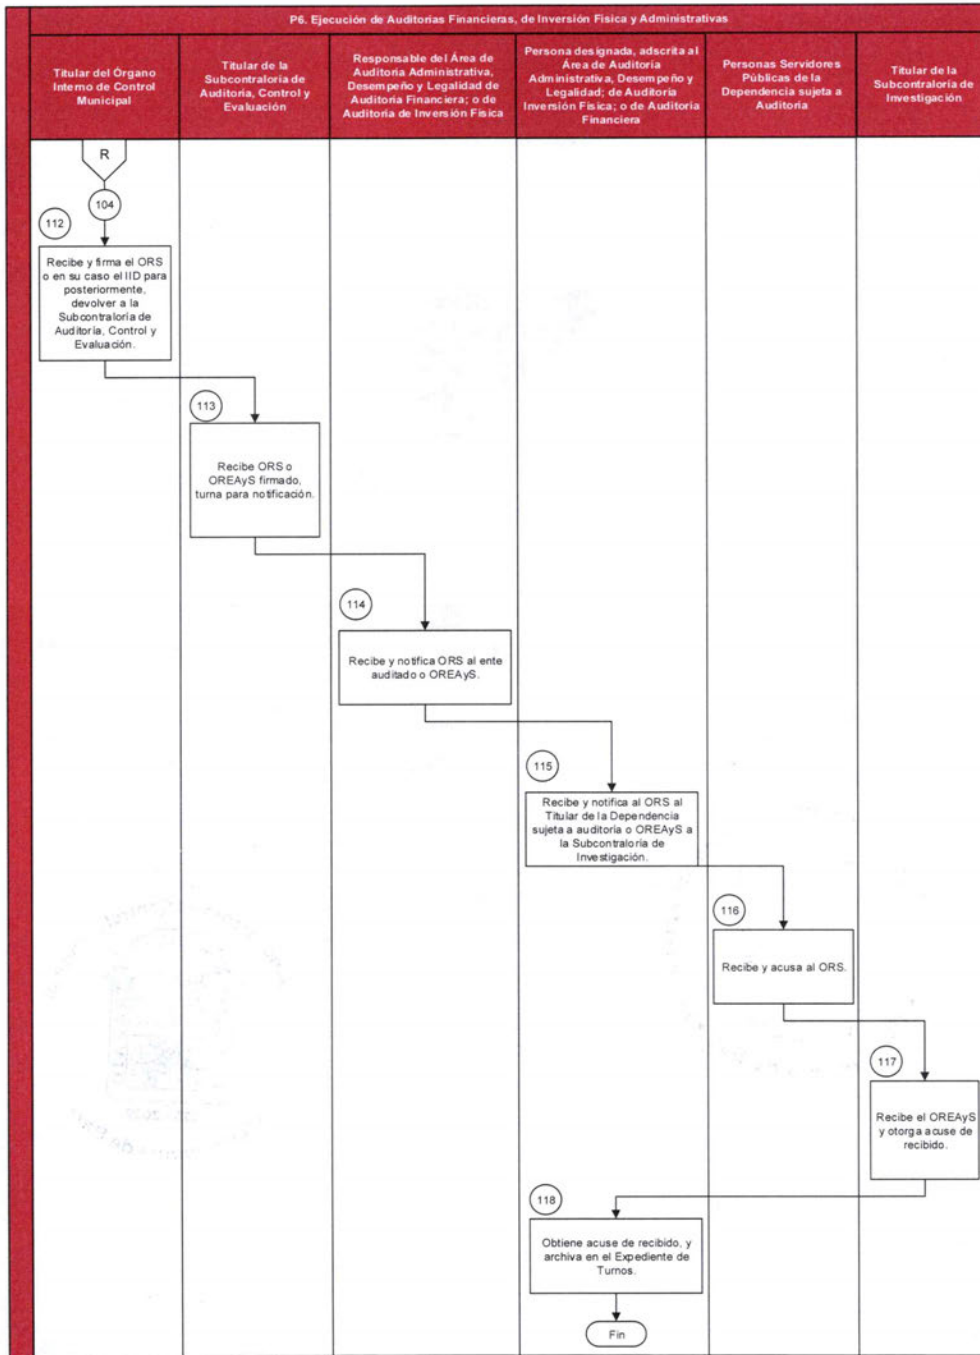 P6. Ejecución de Auditorías Financieras, de Inversión Física y Administrativas
Titular del Órgano
Interno de Control
Municipal
Titular de la
Subcontraloría de
Auditoría, Control y
Evaluación
Responsable del Área de
Auditoría Administrativa,
Desempeño y Legalidad de
Auditoría Financiera; o de
Auditoría de Inversión Física
Persona designada, adscrita al
Área de Auditoría
Administrativa, Desempeño y
Legalidad; de Auditoría
Inversión Física; o de Auditoría
Financiera
Personas Servidores
Públicas de la
Dependencia sujeta a
Auditoría
Titular de la
Subcontraloría de
Investigación
R
104
112
Recibe y firma el ORS
o en su caso el IID para
posteriormente,
devolver a la
Subcontraloría de
Auditoría, Control y
Evaluación.
113
Recibe ORS o
OREAyS firmado,
turna para notificación.
114
Recibe y notifica ORS al ente
auditado o OREAyS.
115
Recibe y notifica al ORS al
Titular de la Dependencia
sujeta a auditoría o OREAyS a
la Subcontraloría de
Investigación.
116
Recibe y acusa al ORS.
117
Recibe el OREAyS
y otorga acuse de
recibido.
118
Obtiene acuse de recibido, y
archiva en el Expediente de
Turnos.
Fin